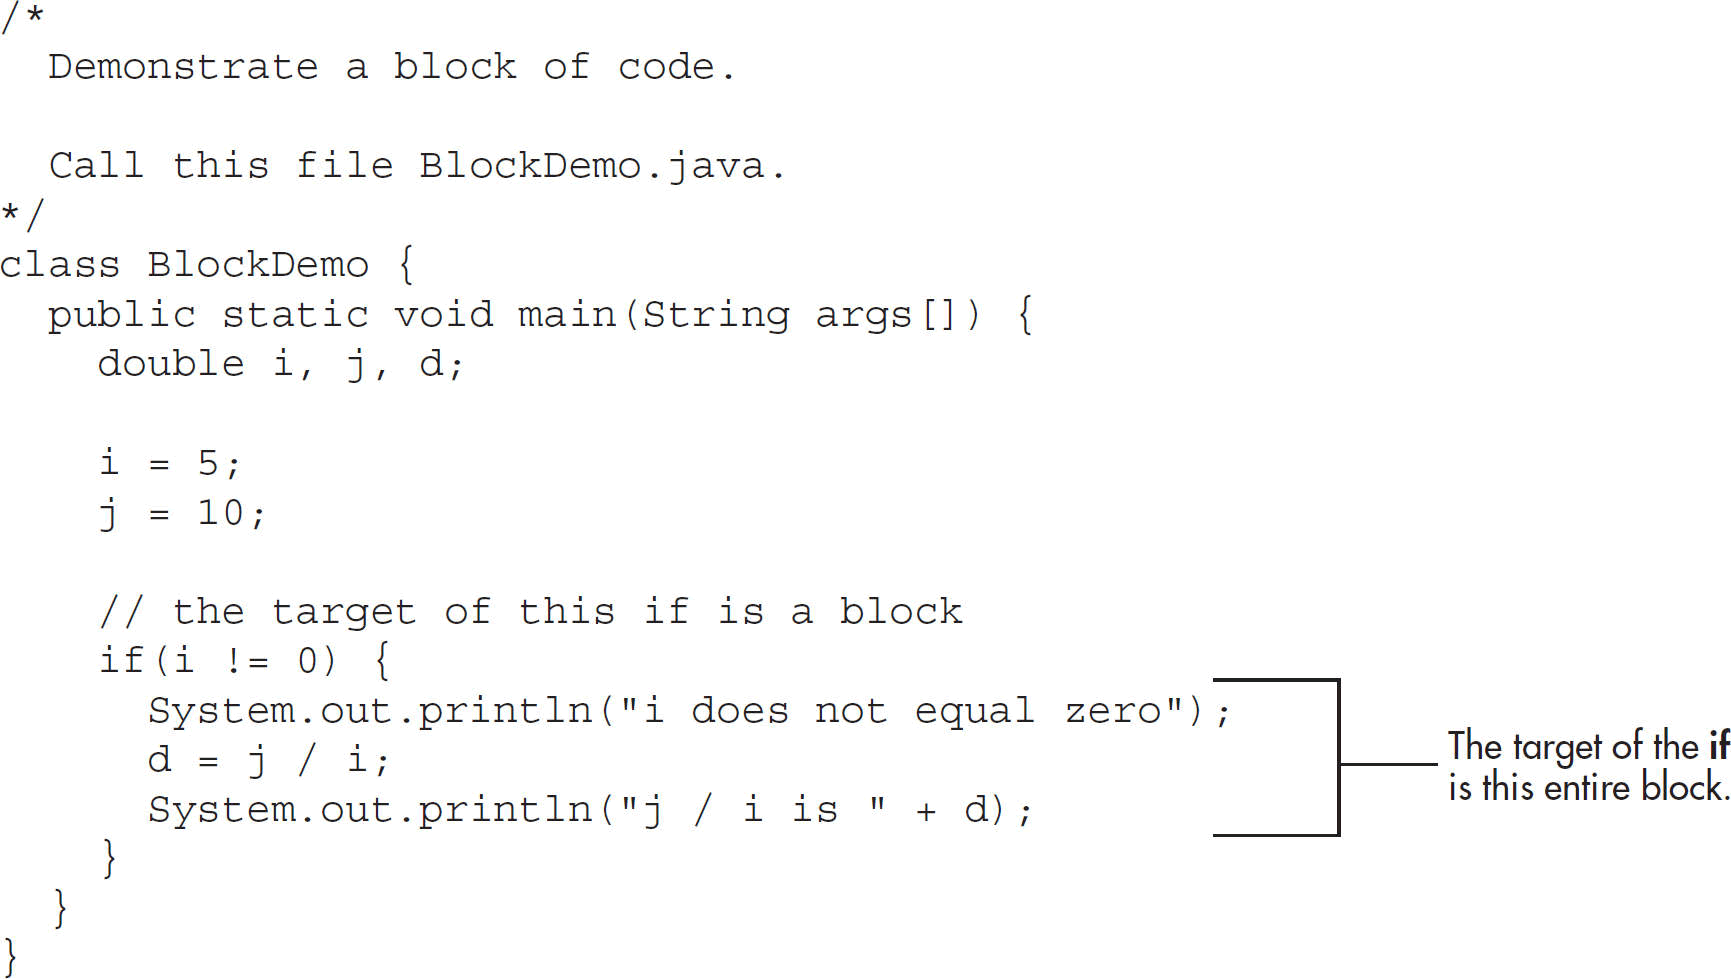 /*
  Demonstrate a block of code.

  Call this file BlockDemo.java.
*/
class BlockDemo {
  public static void main(String args[]) {
    double i, j, d;

    i = 5;
    j = 10;

    // the target of this if is a block
    if(i != 0) {
      System.out.println("i does not equal zero");
      d = j / i;
      System.out.println("j / i is " + d);
    }
  }
}
The target of the if
is this entire block.